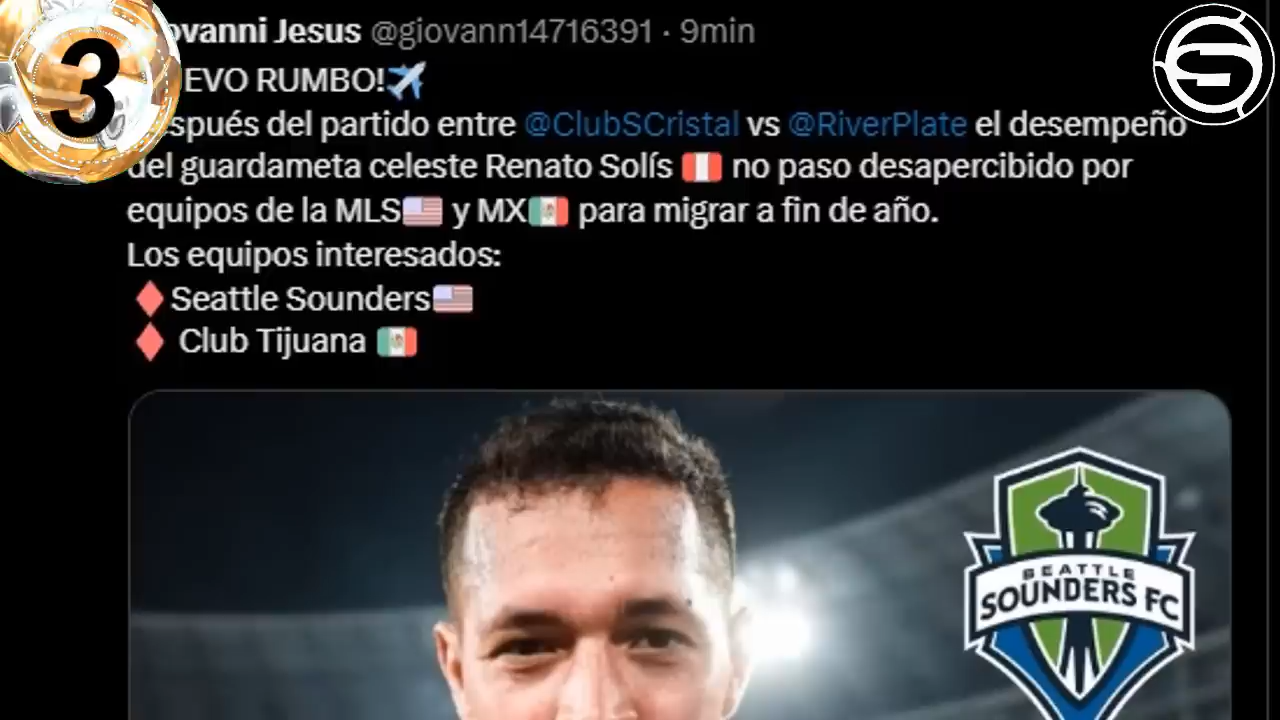 3
ovanni Jesus @giovann14716391 · 9min
EVO RUMBO!✈️
spués del partido entre @ClubSCristal vs @RiverPlate el desempeño
del guardameta celeste Renato Solís 🇵🇪 no paso desapercibido por
equipos de la MLS🇺🇸 y MX🇲🇽 para migrar a fin de año.
Los equipos interesados:
♦️Seattle Sounders🇺🇸
♦️ Club Tijuana 🇲🇽
SEATTLE
SOUNDERS FC